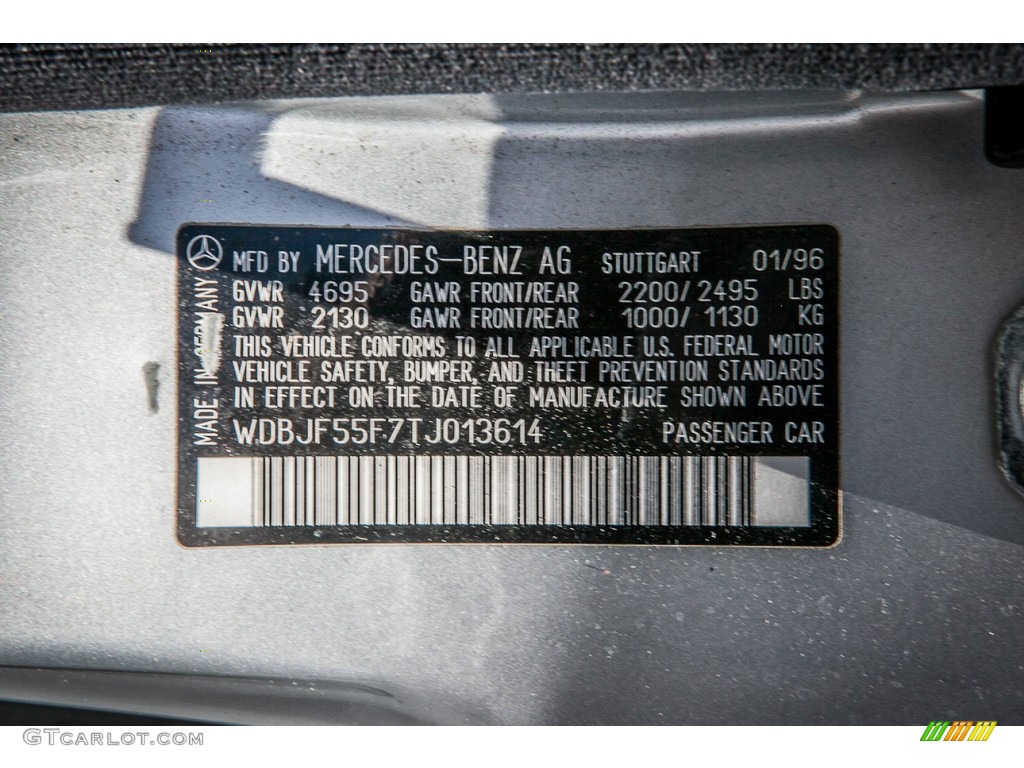 MFD BY MERCEDES-BENZ AG STUTTGART 01/96
GVWR 4695 GAWR FRONT/REAR 2200/2495 LBS
GVWR 2130 GAWR FRONT/REAR 1000/1130 KG
THIS VEHICLE CONFORMS TO ALL APPLICABLE U.S. FEDERAL MOTOR
VEHICLE SAFETY, BUMPER, AND THEFT PREVENTION STANDARDS
IN EFFECT ON THE DATE OF MANUFACTURE SHOWN ABOVE
WDBJF55F7TJ013614 PASSENGER CAR
MADE IN GERMANY
GTCARLOT.COM